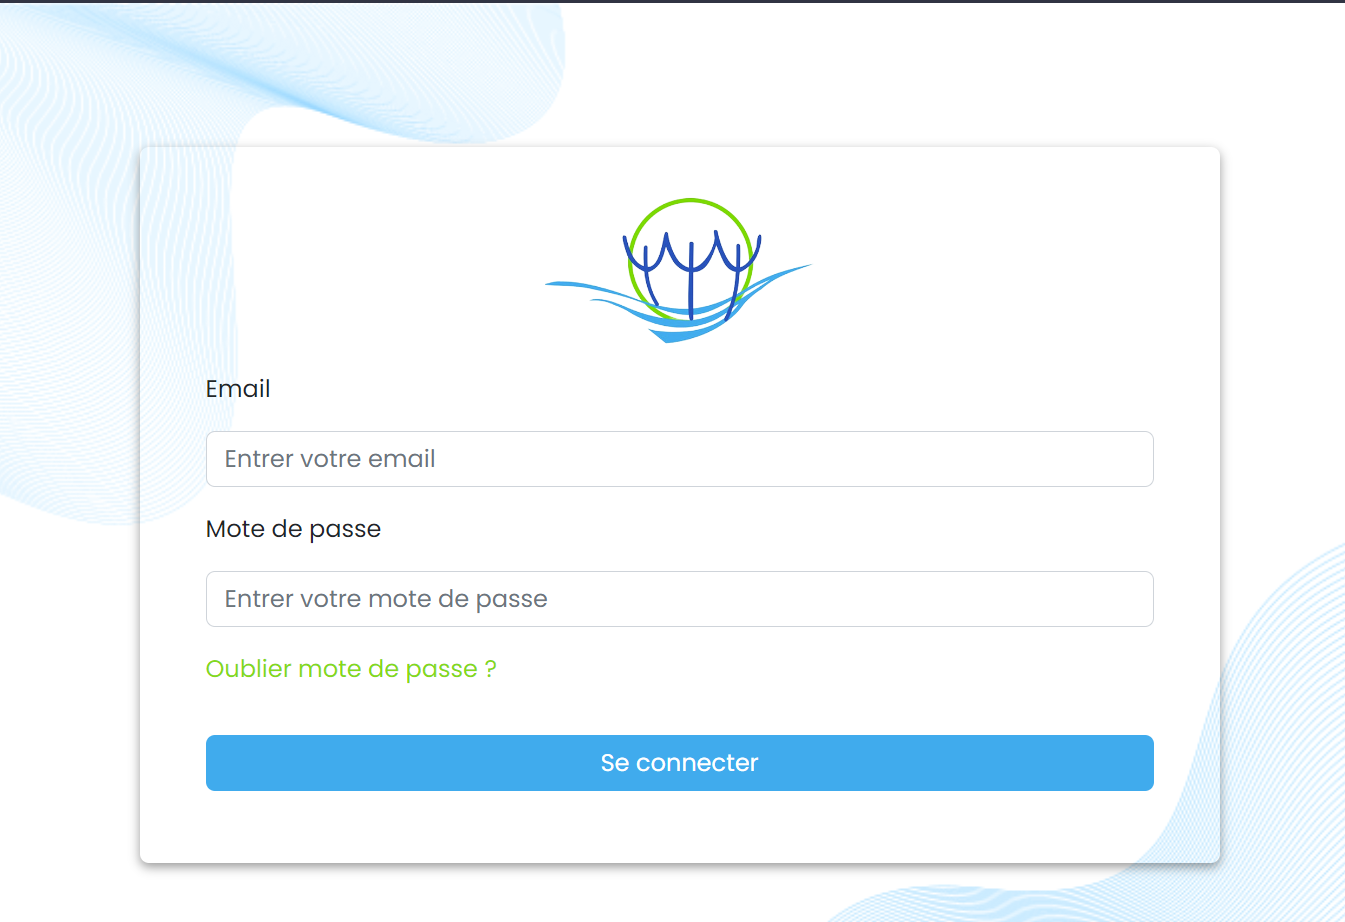 Email
Entrer votre email
Mote de passe
Entrer votre mote de passe
Oublier mote de passe ?
Se connecter